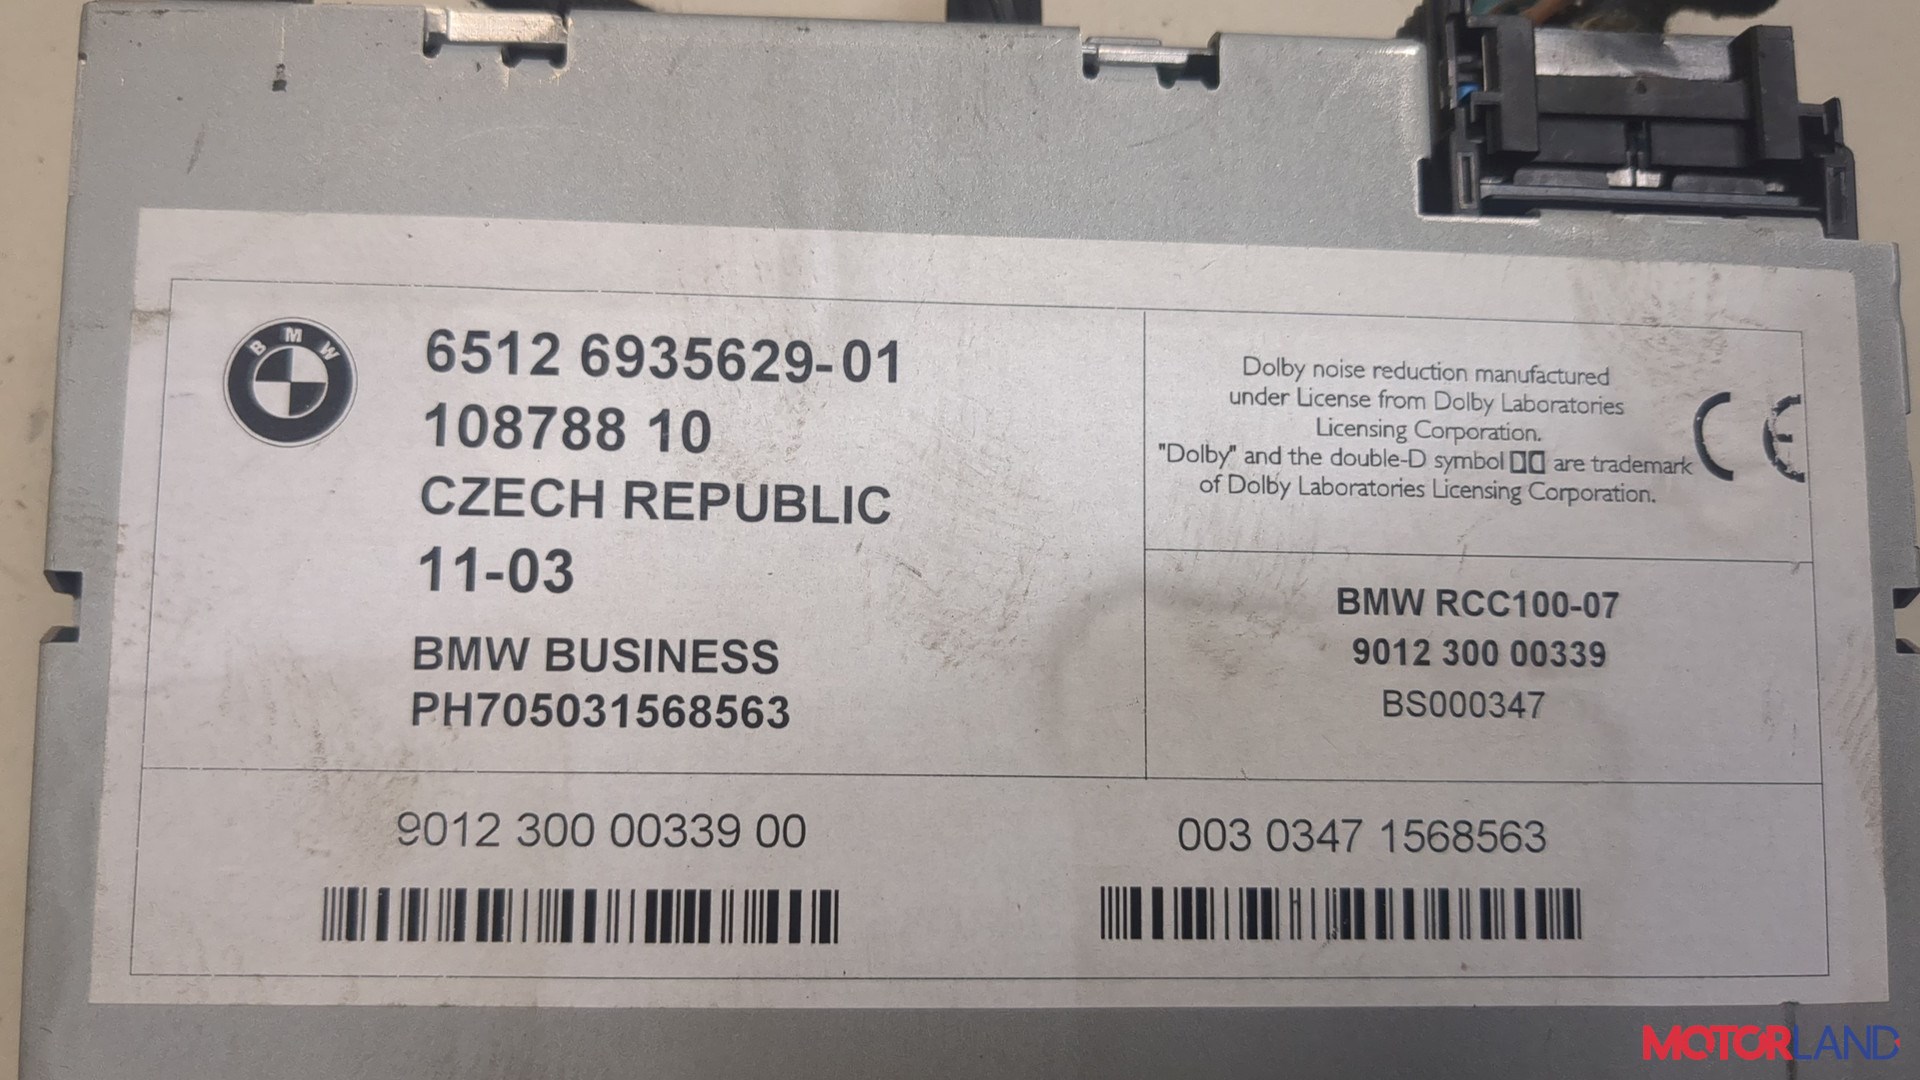 BMW
6512 6935629-01
108788 10
CZECH REPUBLIC
11-03
BMW BUSINESS
PH705031568563
Dolby noise reduction manufactured
under License from Dolby Laboratories
Licensing Corporation.
"Dolby" and the double-D symbol are trademark
of Dolby Laboratories Licensing Corporation.
CE
BMW RCC100-07
9012 300 00339
BS000347
9012 300 00339 00
003 0347 1568563
MOTORLAND